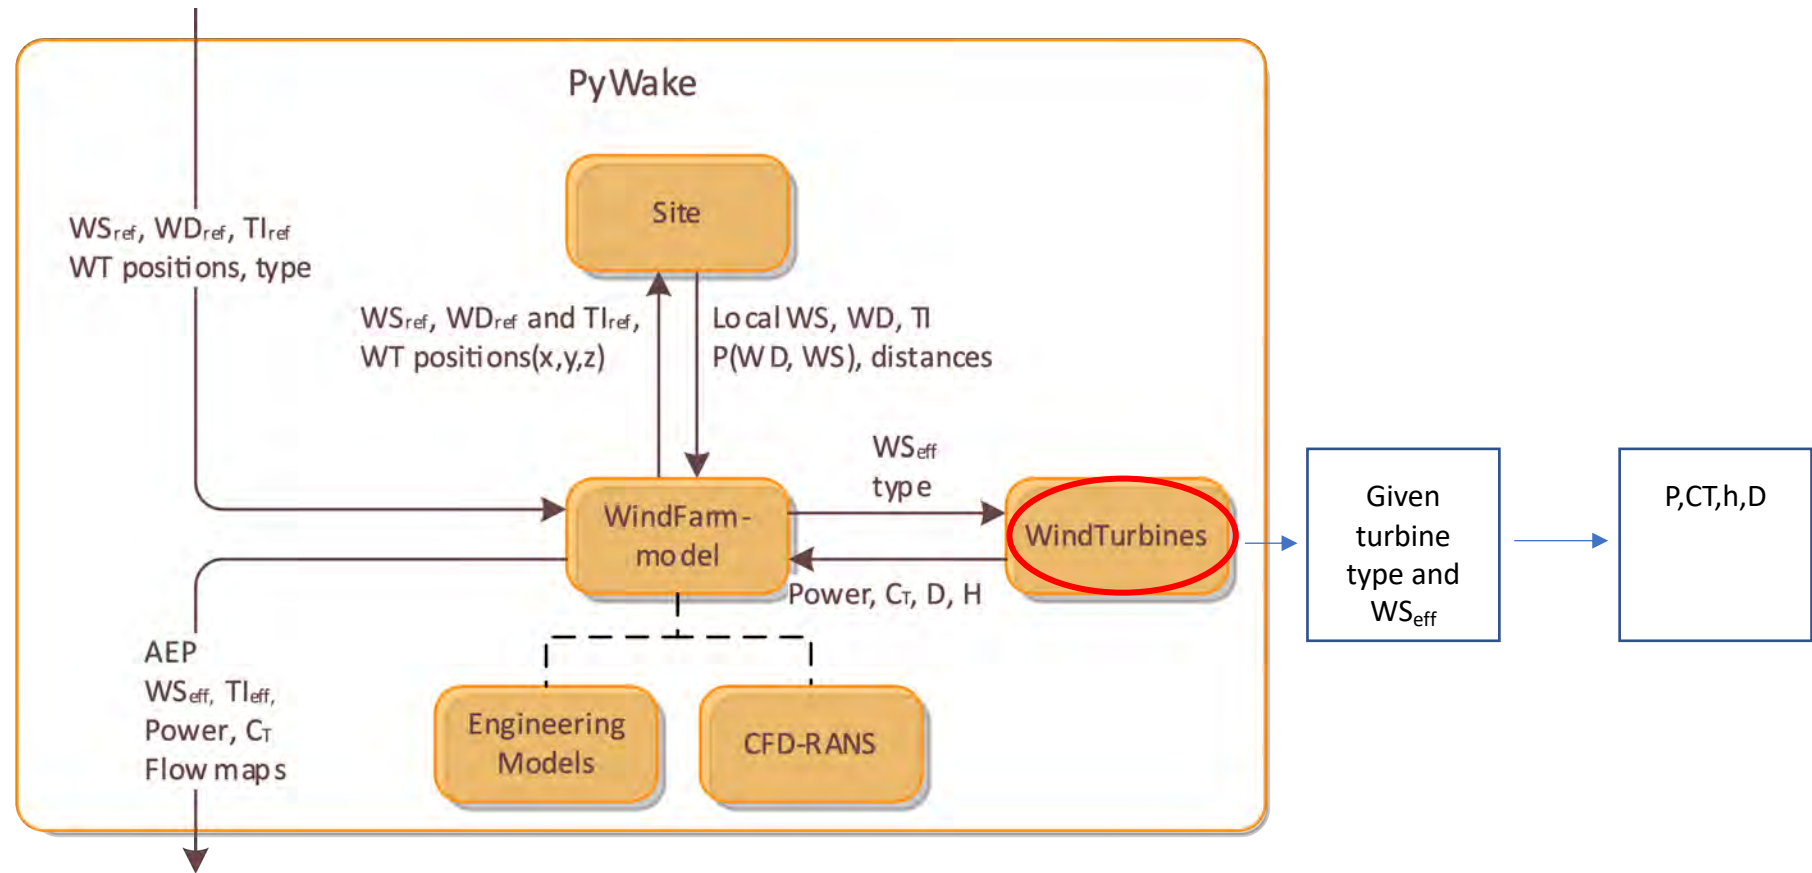 PyWake
Site
WSref, WDref, TIref
WT positions, type
WSref, WDref and TIref,
WT positions(x,y,z)
Local WS, WD, TI
P(WD, WS), distances
WSeff
type
WindFarm-
model
WindTurbines
Power, CT, D, H
Given
turbine
type and
WSeff
P,CT,h,D
AEP
WSeff, TIeff,
Power, CT
Flow maps
Engineering
Models
CFD-RANS